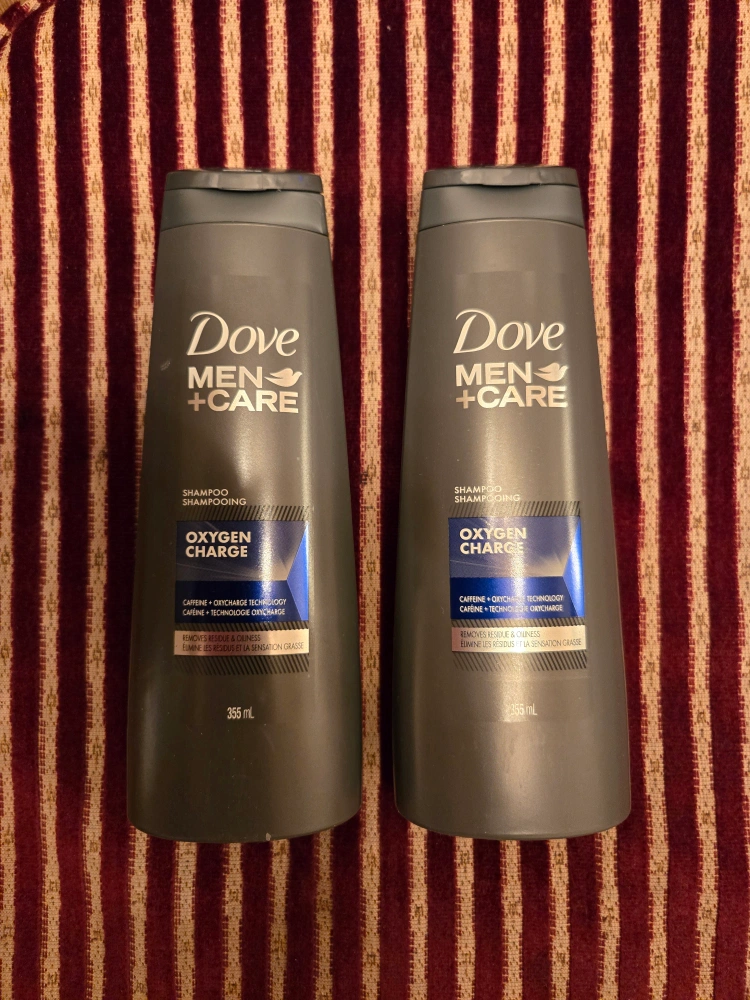 Dove
MEN
+CARE
SHAMPOO
SHAMPOOING
OXYGEN
CHARGE
CAFFEINE + OXYCHARGE TECHNOLOGY
CAFÉINE + TECHNOLOGIE OXYCHARGE
REMOVES RESIDUE & OILINESS
ÉLIMINE LES RÉSIDUS ET LA SENSATION GRASSE
355 mL
Dove
MEN
+CARE
SHAMPOO
SHAMPOOING
OXYGEN
CHARGE
CAFFEINE + OXYCHARGE TECHNOLOGY
CAFÉINE + TECHNOLOGIE OXYCHARGE
REMOVES RESIDUE & OILINESS
ÉLIMINE LES RÉSIDUS ET LA SENSATION GRASSE
355 mL